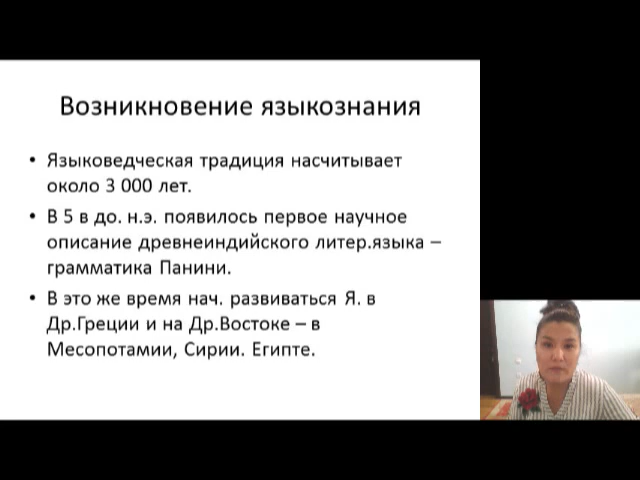 Возникновение языкознания
• Языковедческая традиция насчитывает
около 3 000 лет.
• В 5 в до. н.э. появилось первое научное
описание древнеиндийского литер.языка –
грамматика Панини.
• В это же время нач. развиваться Я. в
Др.Греции и на Др.Востоке – в
Месопотамии, Сирии. Египте.